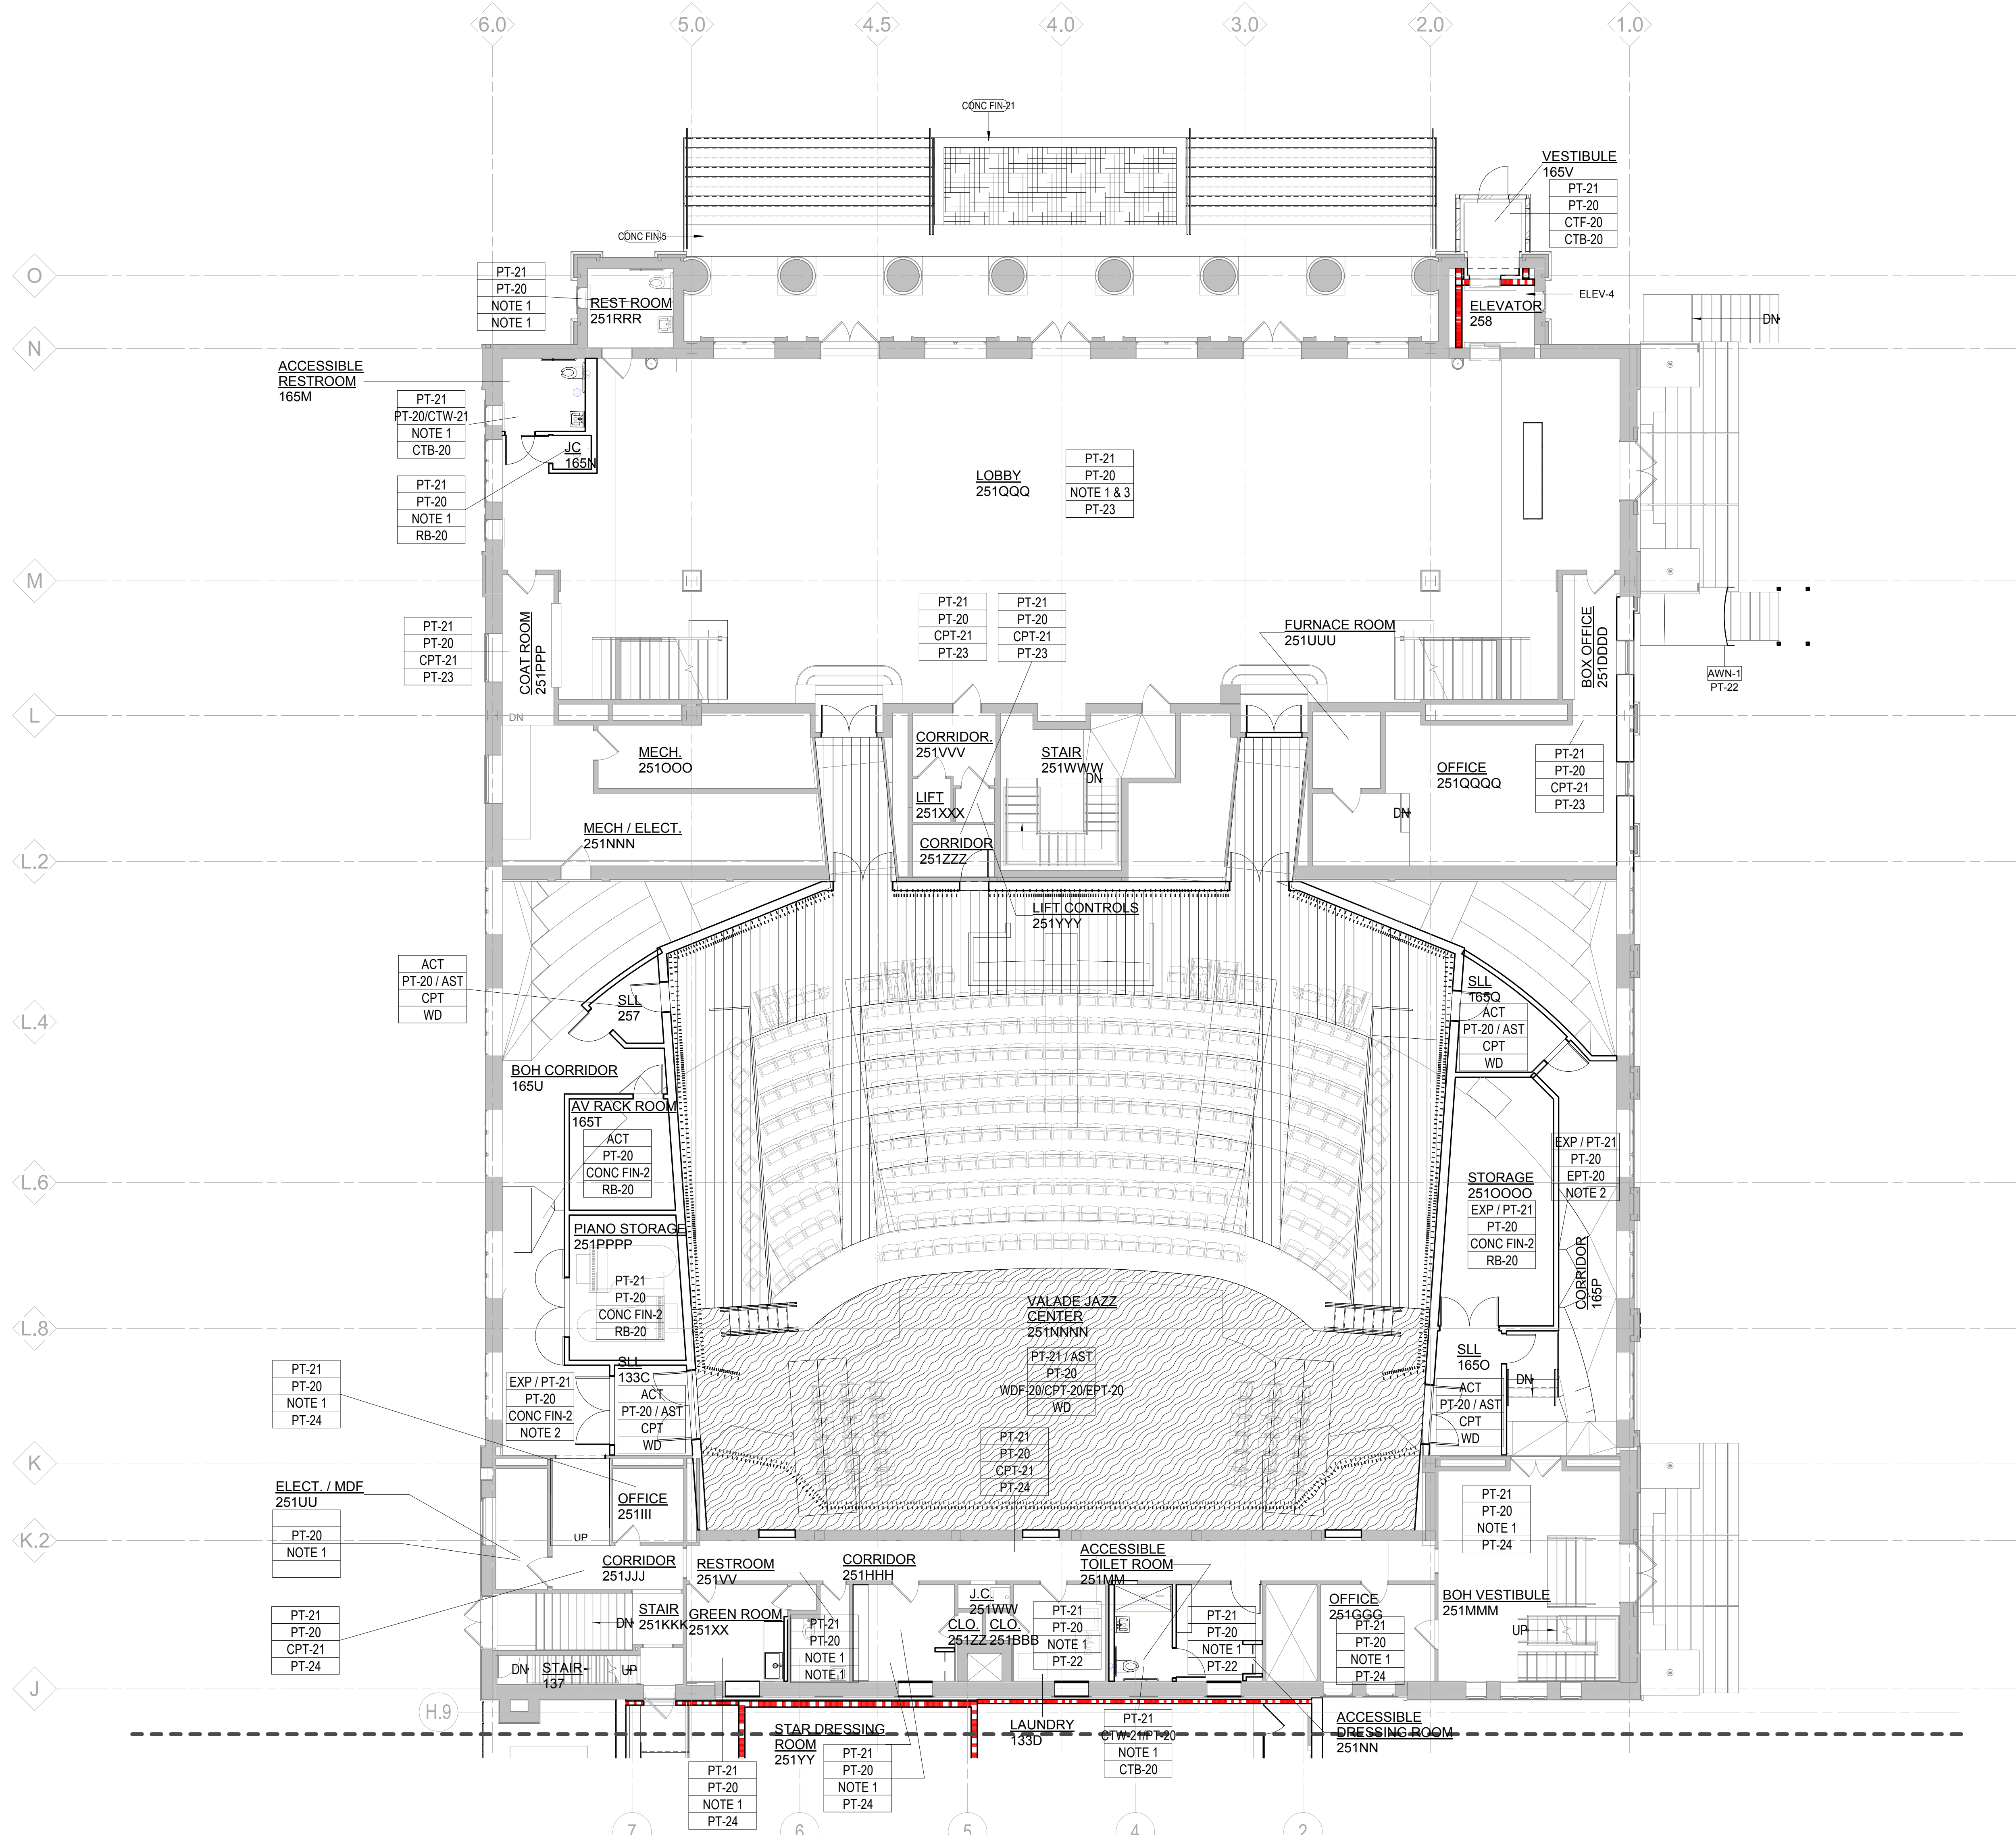 6.0
5.0
4.5
4.0
3.0
2.0
1.0
CONC FIN-21
VESTIBULE
165V
PT-21
PT-20
CTF-20
CTB-20
CONC FIN-5
O
PT-21
PT-20
NOTE 1
NOTE 1
REST ROOM
251RRR
ELEV-4
ELEVATOR
258
DN
N
ACCESSIBLE
RESTROOM
165M
PT-21
PT-20/CTW-21
NOTE 1
CTB-20
JC
165N
PT-21
PT-20
NOTE 1
RB-20
LOBBY
251QQQ
PT-21
PT-20
NOTE 1 & 3
PT-23
M
PT-21
PT-20
CPT-21
PT-23
COAT ROOM
251PPP
PT-21
PT-20
CPT-21
PT-23
PT-21
PT-20
CPT-21
PT-23
FURNACE ROOM
251UUU
BOX OFFICE
251DDDD
AWN-1
PT-22
L
DN
MECH.
251OOO
CORRIDOR.
251VVV
STAIR
251WWW
DN
OFFICE
251QQQQ
PT-21
PT-20
CPT-21
PT-23
LIFT
251XXX
DN
MECH / ELECT.
251NNN
CORRIDOR
251ZZZ
L.2
LIFT CONTROLS
251YYY
ACT
PT-20 / AST
CPT
WD
SLL
257
SLL
165Q
ACT
PT-20 / AST
CPT
WD
L.4
BOH CORRIDOR
165U
AV RACK ROOM
165T
ACT
PT-20
CONC FIN-2
RB-20
EXP / PT-21
PT-20
EPT-20
NOTE 2
L.6
STORAGE
251OOOO
EXP / PT-21
PT-20
CONC FIN-2
RB-20
CORRIDOR
165P
PIANO STORAGE
251PPPP
PT-21
PT-20
CONC FIN-2
RB-20
L.8
VALADE JAZZ
CENTER
251NNNN
PT-21 / AST
PT-20
WDF-20/CPT-20/EPT-20
WD
SLL
165O
ACT
PT-20 / AST
CPT
WD
DN
PT-21
PT-20
NOTE 1
PT-24
EXP / PT-21
PT-20
CONC FIN-2
NOTE 2
SLL
133C
ACT
PT-20 / AST
CPT
WD
PT-21
PT-20
CPT-21
PT-24
K
ELECT. / MDF
251UU
PT-20
NOTE 1
OFFICE
251III
UP
PT-21
PT-20
NOTE 1
PT-24
K.2
CORRIDOR
251JJJ
RESTROOM
251VV
CORRIDOR
251HHH
ACCESSIBLE
TOILET ROOM
251MM
PT-21
PT-20
CPT-21
PT-24
DN
STAIR
251KKK
GREEN ROOM
251XX
PT-21
PT-20
NOTE 1
NOTE 1
J.C.
251WW
CLO.
251ZZ
CLO.
251BBB
PT-21
PT-20
NOTE 1
PT-22
PT-21
PT-20
NOTE 1
PT-22
OFFICE
251GGG
PT-21
PT-20
NOTE 1
PT-24
BOH VESTIBULE
251MMM
UP
DN
STAIR
137
UP
J
H.9
STAR DRESSING
ROOM
251YY
LAUNDRY
133D
PT-21
CTW-21/PT-20
NOTE 1
CTB-20
ACCESSIBLE
DRESSING ROOM
251NN
PT-21
PT-20
NOTE 1
PT-24
PT-21
PT-20
NOTE 1
PT-24
7
6
5
4
2